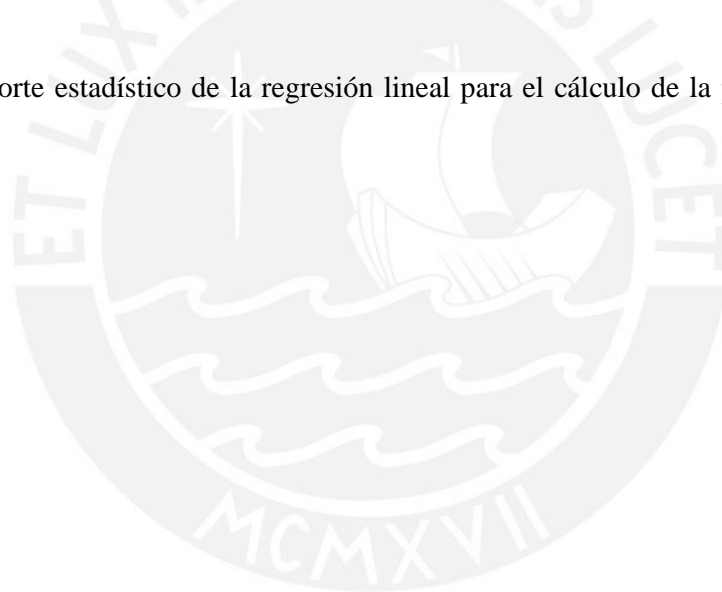 orte estadístico de la regresión lineal para el cálculo de la
ET LUX IN TENEBRIS LUCET
MCMXVII